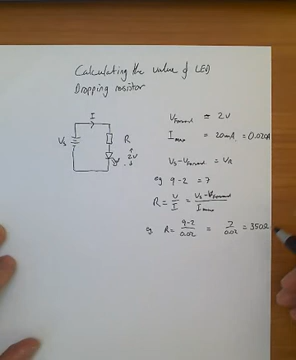 Calculating the value of LED
Dropping resistor
I
Vs
R
2V
Vforward = 2V
Imax = 20mA = 0.020A
Vs - Vforward = VR
eg 9-2 = 7
R = V/I = Vs-Vforward/Imax
eg R = 9-2/0.02 = 7/0.02 = 350Ω